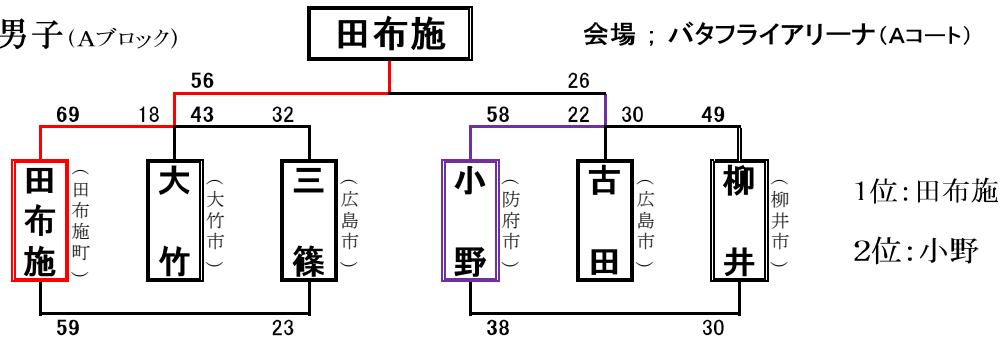 男子(Aブロック)
田布施
会場 ; バタフライアリーナ(Aコート)
56
26
69
18
43
32
58
22
30
49
田布施
(田布施町)
大竹
(大竹市)
三篠
(広島市)
小野
(防府市)
古田
(広島市)
柳井
(柳井市)
1位:田布施
2位:小野
59
23
38
30